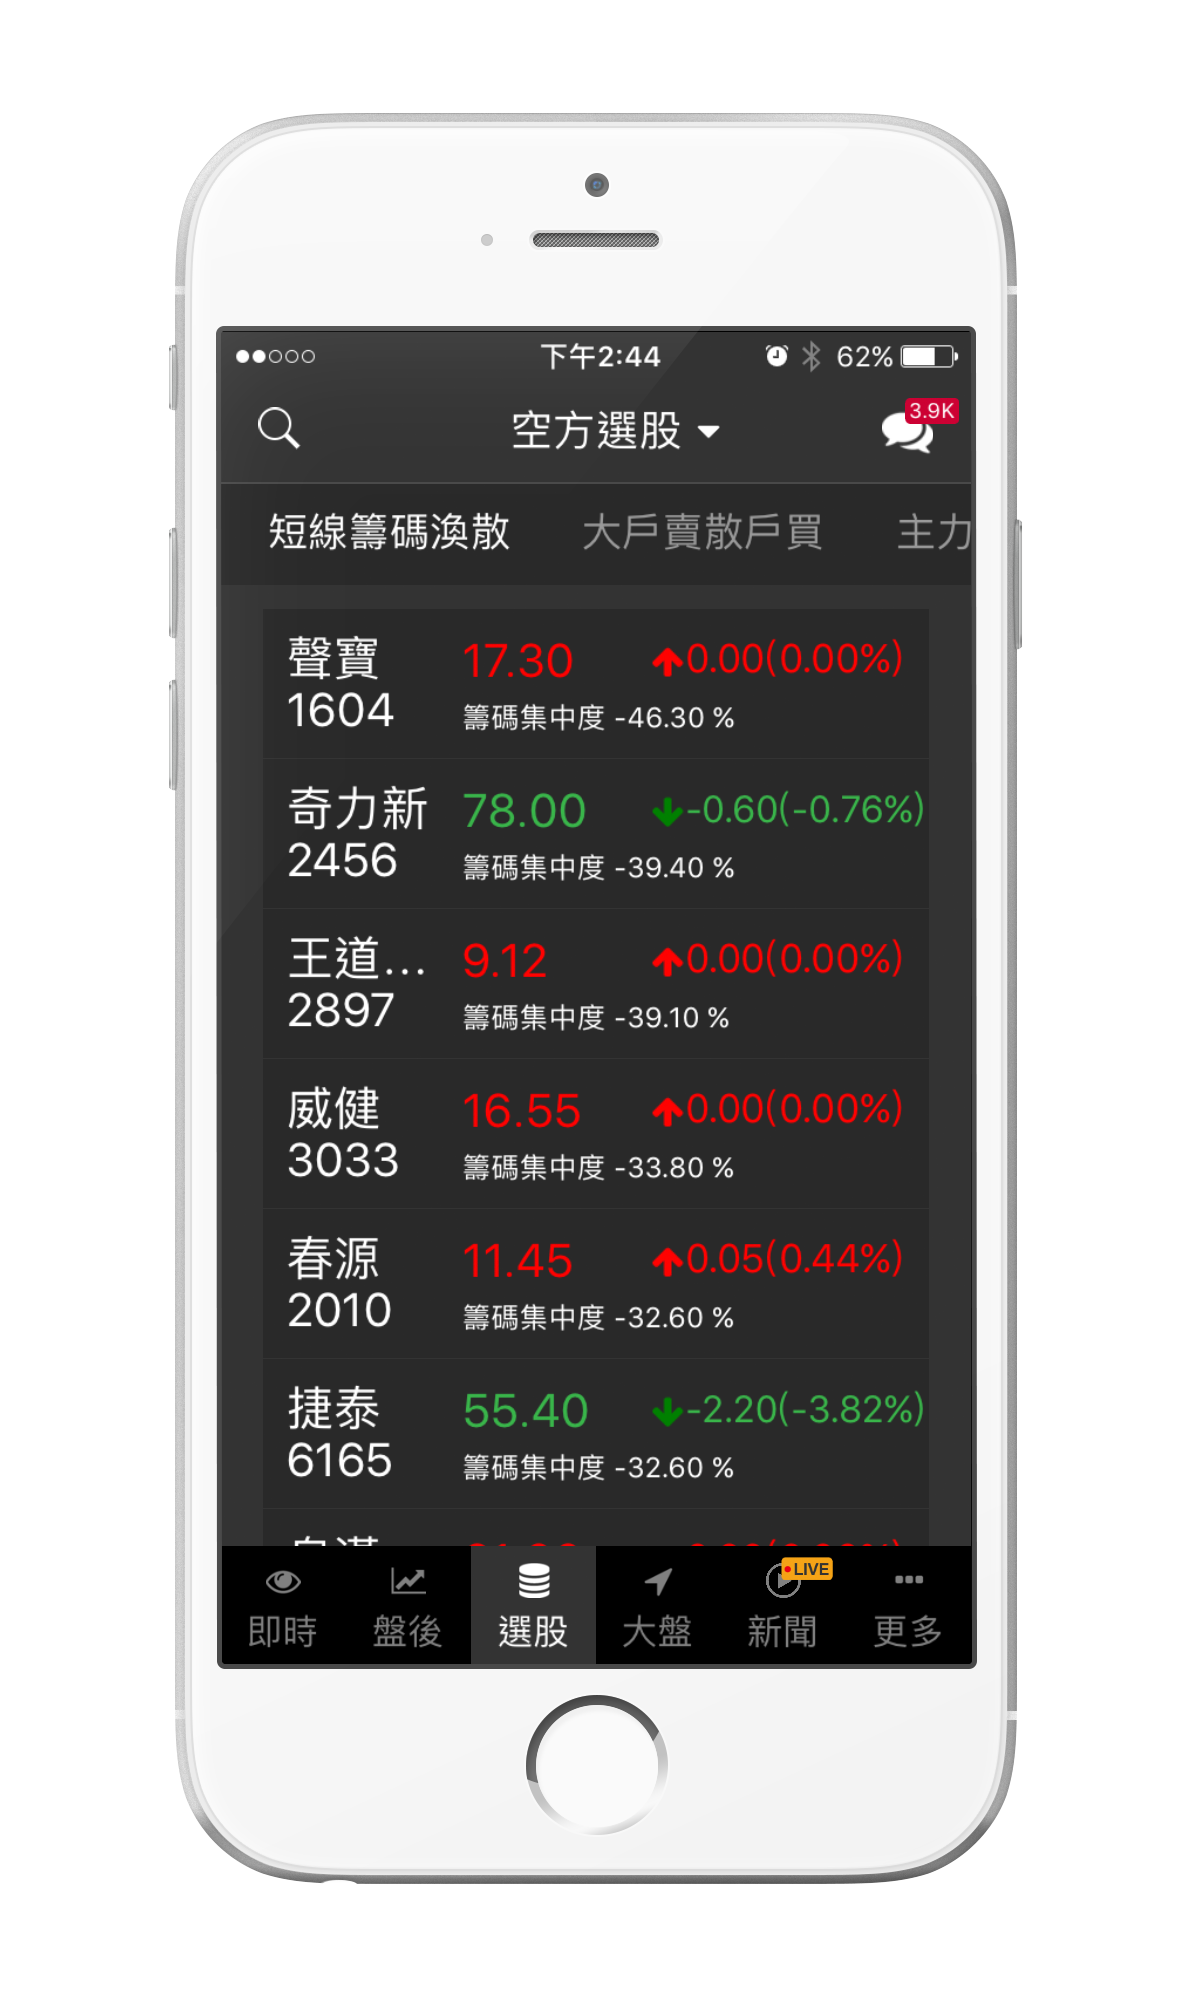 下午2:44
62%
空方選股
3.9K
短線籌碼渙散 大戶賣散戶買 主力
聲寶 17.30 0.00(0.00%)
1604 籌碼集中度 -46.30 %
奇力新 78.00 -0.60(-0.76%)
2456 籌碼集中度 -39.40 %
王道... 9.12 0.00(0.00%)
2897 籌碼集中度 -39.10 %
威健 16.55 0.00(0.00%)
3033 籌碼集中度 -33.80 %
春源 11.45 0.05(0.44%)
2010 籌碼集中度 -32.60 %
捷泰 55.40 -2.20(-3.82%)
6165 籌碼集中度 -32.60 %
LIVE
即時 盤後 選股 大盤 新聞 更多